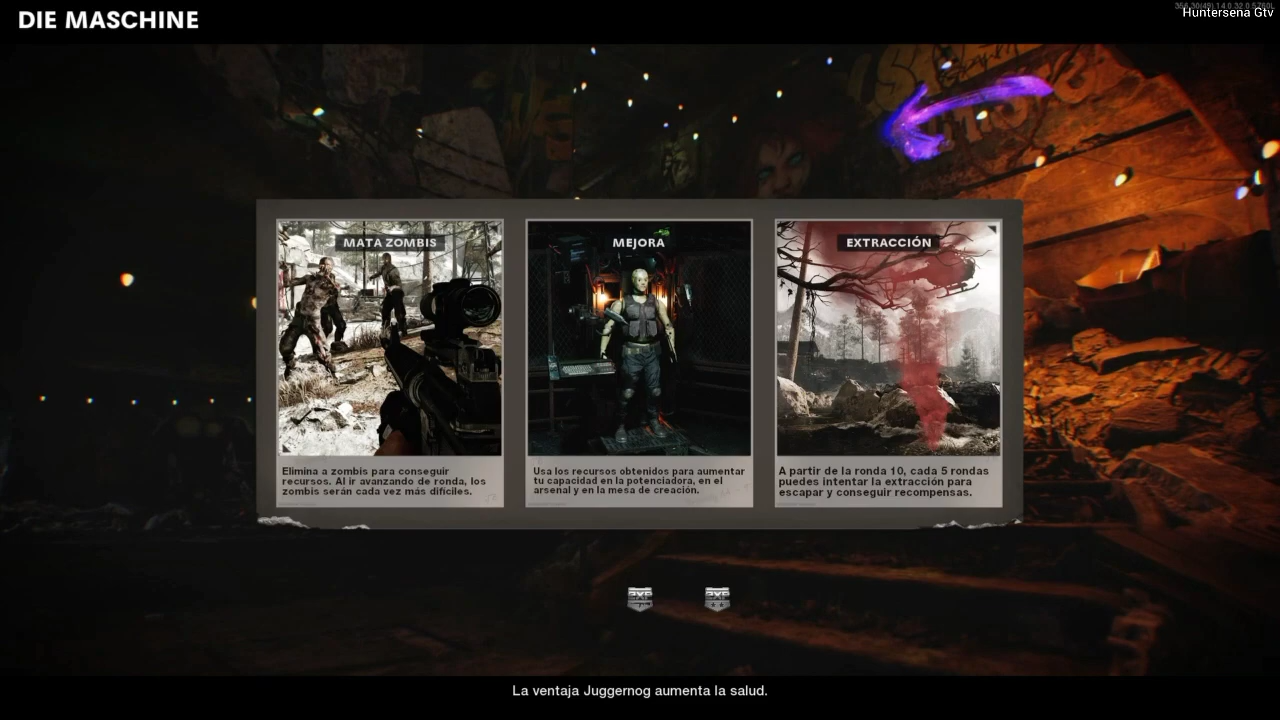 DIE MASCHINE
Huntersena Gtv
MATA ZOMBIS
Elimina a zombis para conseguir
recursos. Al ir avanzando de ronda, los
zombis serán cada vez más difíciles.
MEJORA
Usa los recursos obtenidos para aumentar
tu capacidad en la potenciadora, en el
arsenal y en la mesa de creación.
EXTRACCIÓN
A partir de la ronda 10, cada 5 rondas
puedes intentar la extracción para
escapar y conseguir recompensas.
2XP
2XP
La ventaja Juggernog aumenta la salud.